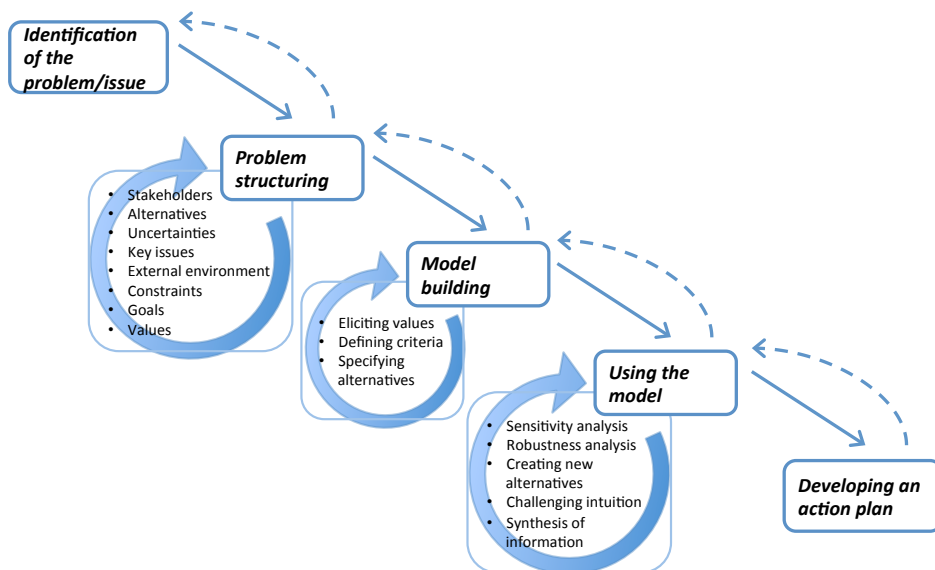 Identification
of the
problem/issue
Problem
structuring
• Stakeholders
• Alternatives
• Uncertainties
• Key issues
• External environment
• Constraints
• Goals
• Values
Model
building
• Eliciting values
• Defining criteria
• Specifying
alternatives
Using the
model
• Sensitivity analysis
• Robustness analysis
• Creating new
alternatives
• Challenging intuition
• Synthesis of
information
Developing an
action plan